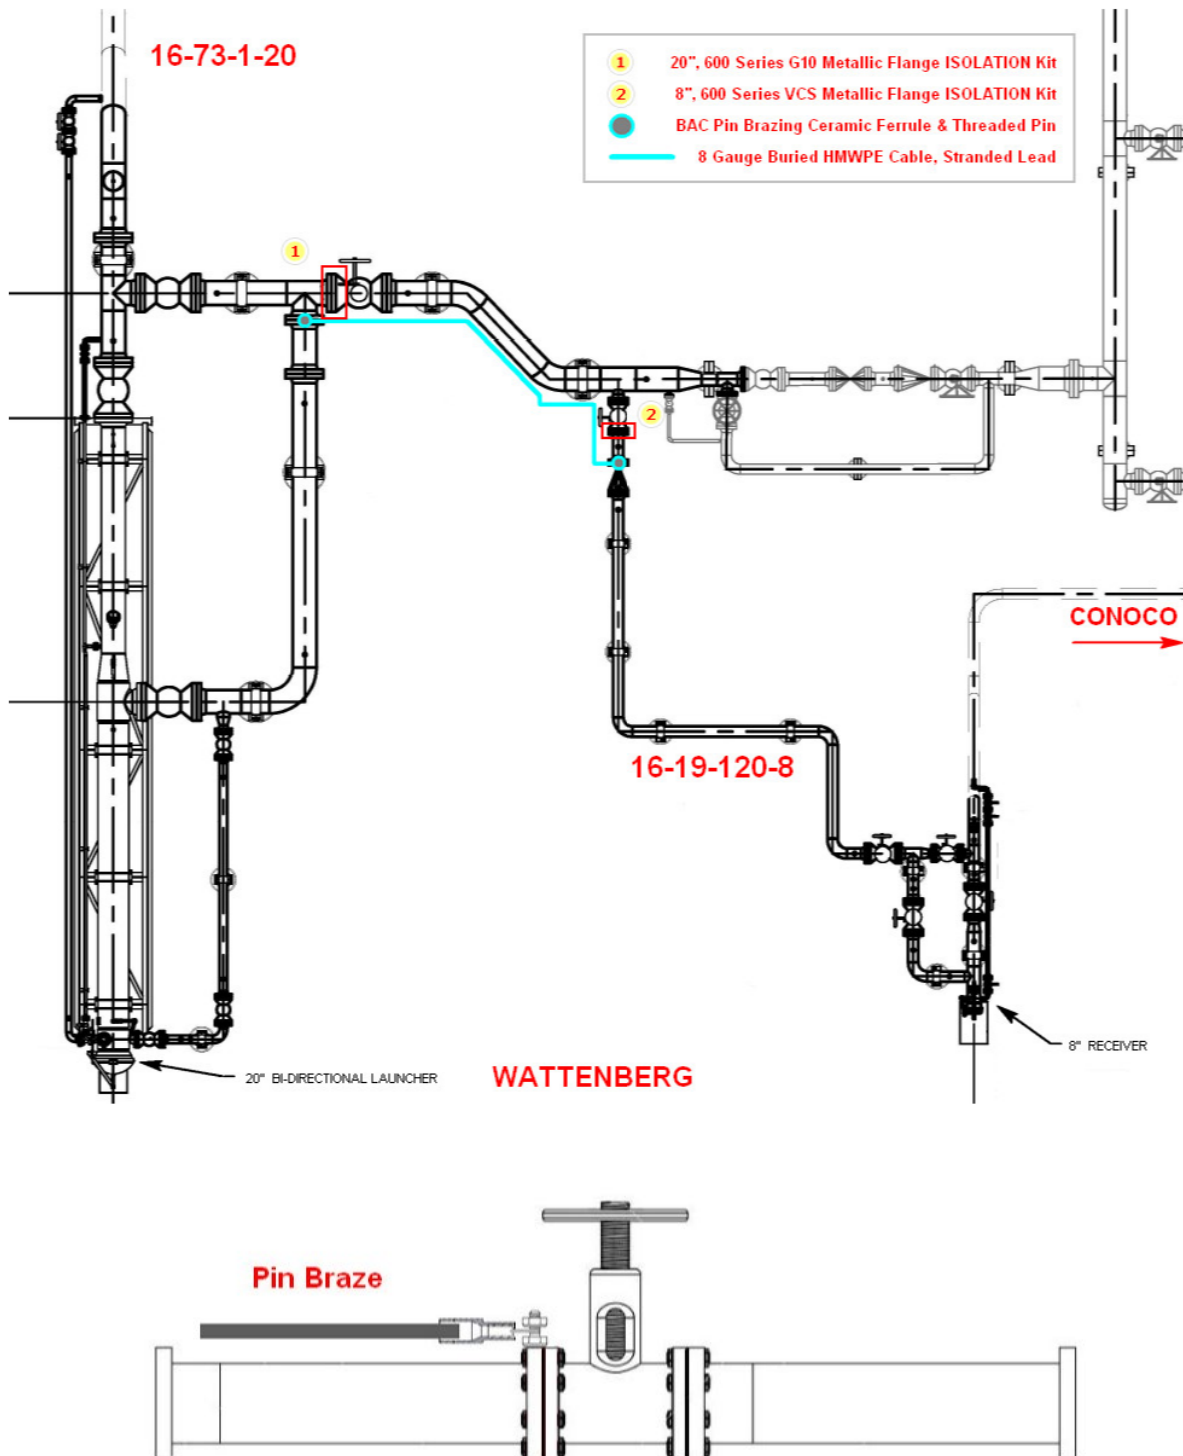 16-73-1-20
1 20", 600 Series G10 Metallic Flange ISOLATION Kit
2 8", 600 Series VCS Metallic Flange ISOLATION Kit
BAC Pin Brazing Ceramic Ferrule & Threaded Pin
8 Gauge Buried HMWPE Cable, Stranded Lead
1
2
CONOCO
16-19-120-8
8" RECEIVER
20" BI-DIRECTIONAL LAUNCHER
WATTENBERG
Pin Braze